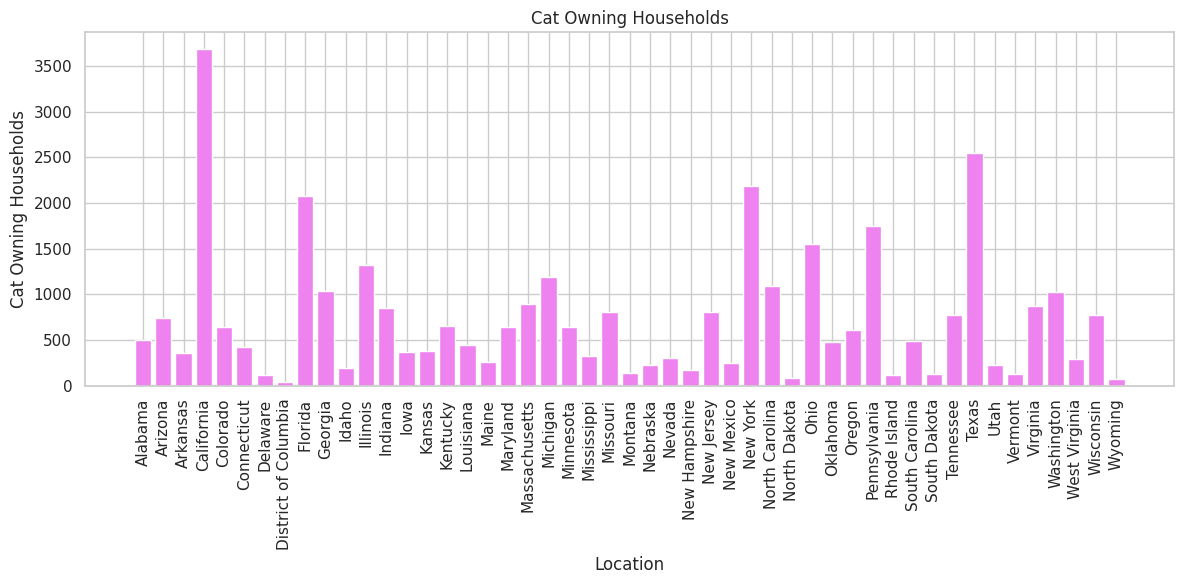 Cat Owning Households
Cat Owning Households
3500
3000
2500
2000
1500
1000
500
0
Alabama
Arizona
Arkansas
California
Colorado
Connecticut
Delaware
District of Columbia
Florida
Georgia
Idaho
Illinois
Indiana
Iowa
Kansas
Kentucky
Louisiana
Maine
Maryland
Massachusetts
Michigan
Minnesota
Mississippi
Missouri
Montana
Nebraska
Nevada
New Hampshire
New Jersey
New Mexico
New York
North Carolina
North Dakota
Ohio
Oklahoma
Oregon
Pennsylvania
Rhode Island
South Carolina
South Dakota
Tennessee
Texas
Utah
Vermont
Virginia
Washington
West Virginia
Wisconsin
Wyoming
Location